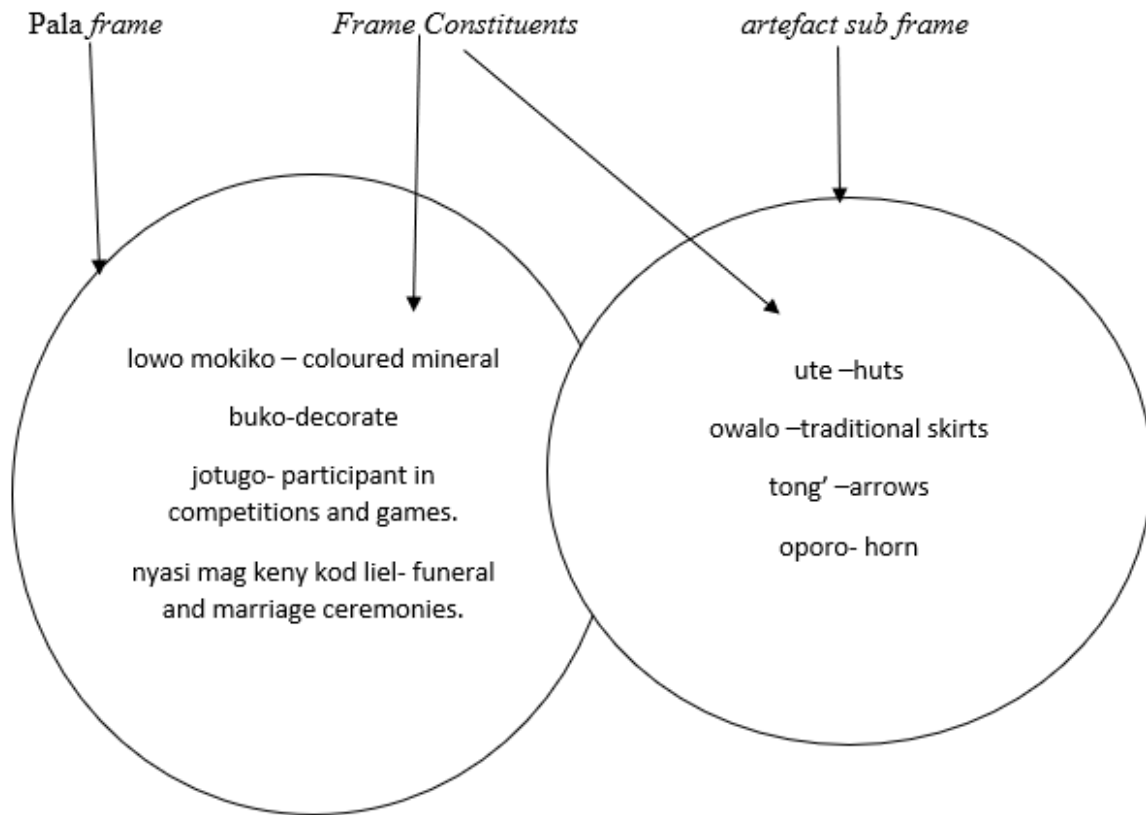 Pala frame
Frame Constituents
artefact sub frame
lowo mokiko – coloured mineral
buko-decorate
jotugo- participant in
competitions and games.
nyasi mag keny kod liel- funeral
and marriage ceremonies.
ute –huts
owalo –traditional skirts
tong’ –arrows
oporo- horn